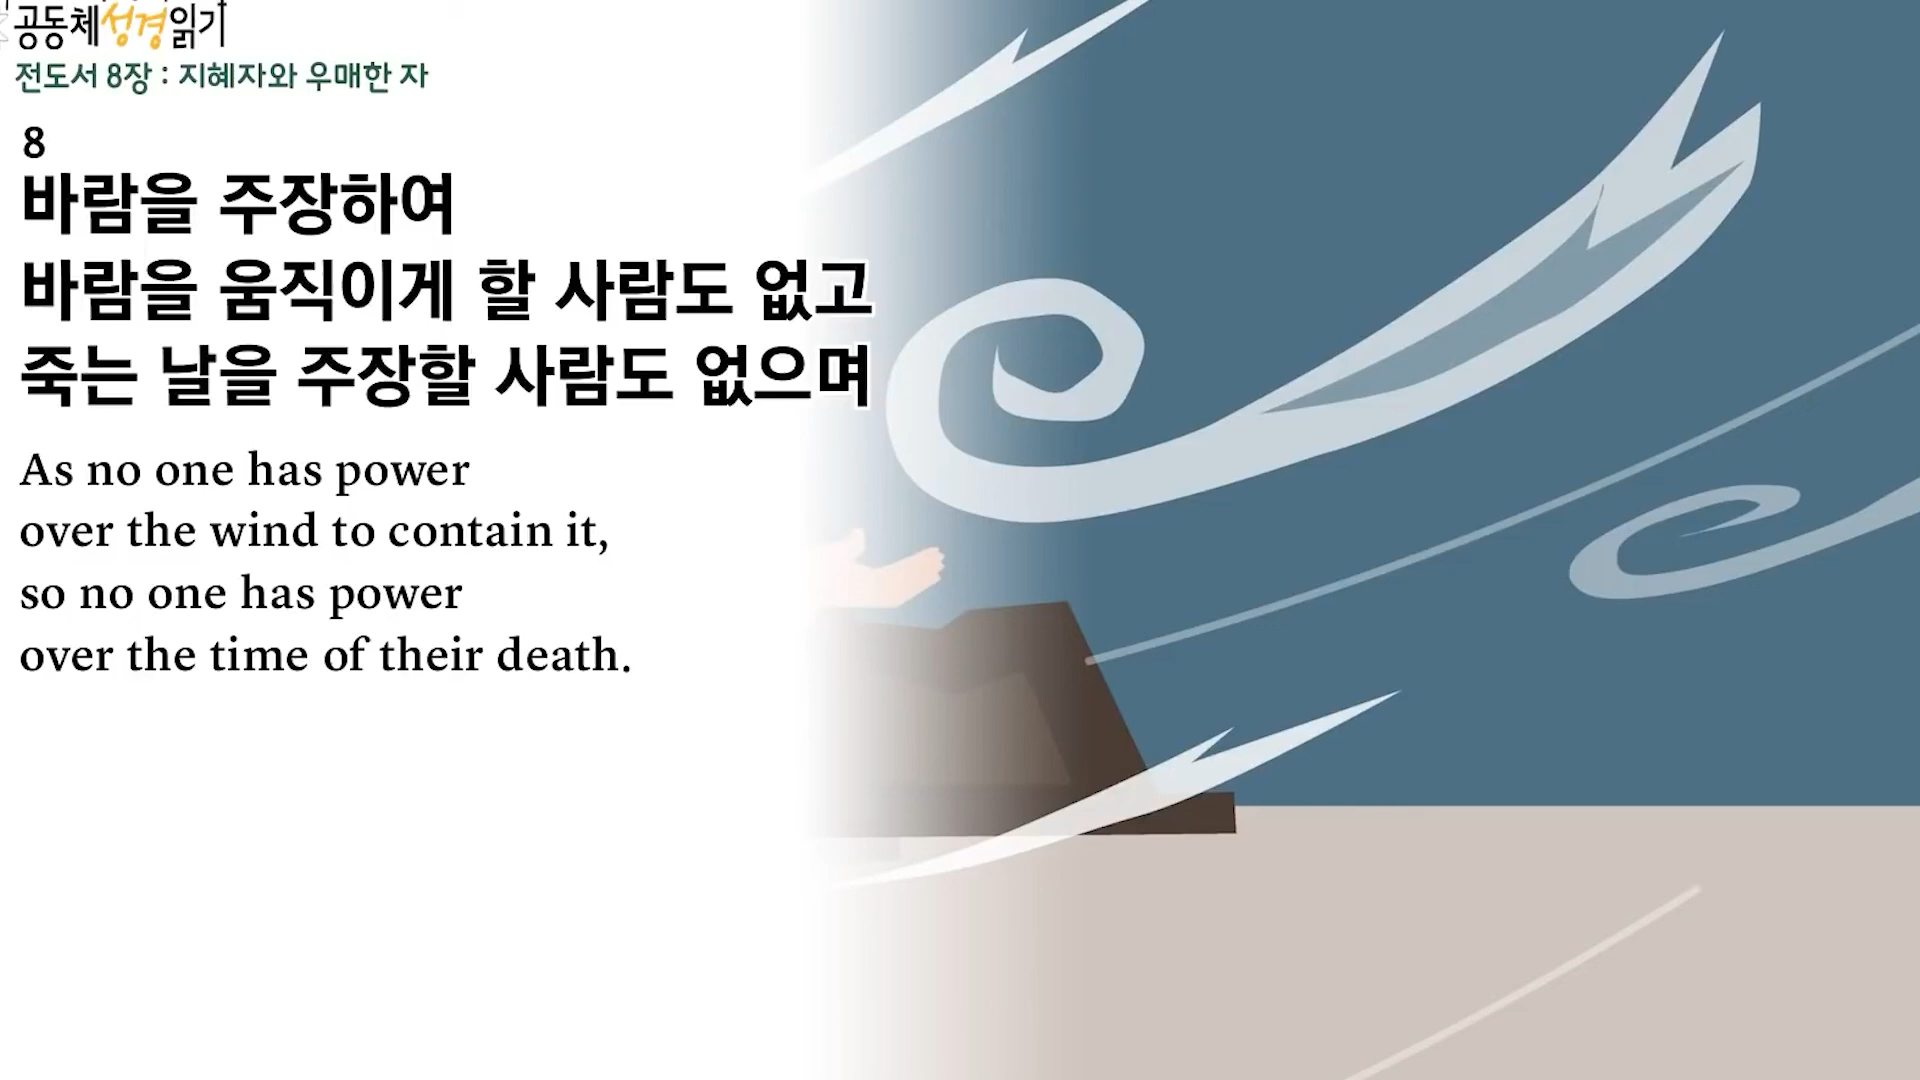 공동체성경읽기
전도서 8장 : 지혜자와 우매한 자
8
바람을 주장하여
바람을 움직이게 할 사람도 없고
죽는 날을 주장할 사람도 없으며
As no one has power
over the wind to contain it,
so no one has power
over the time of their death.